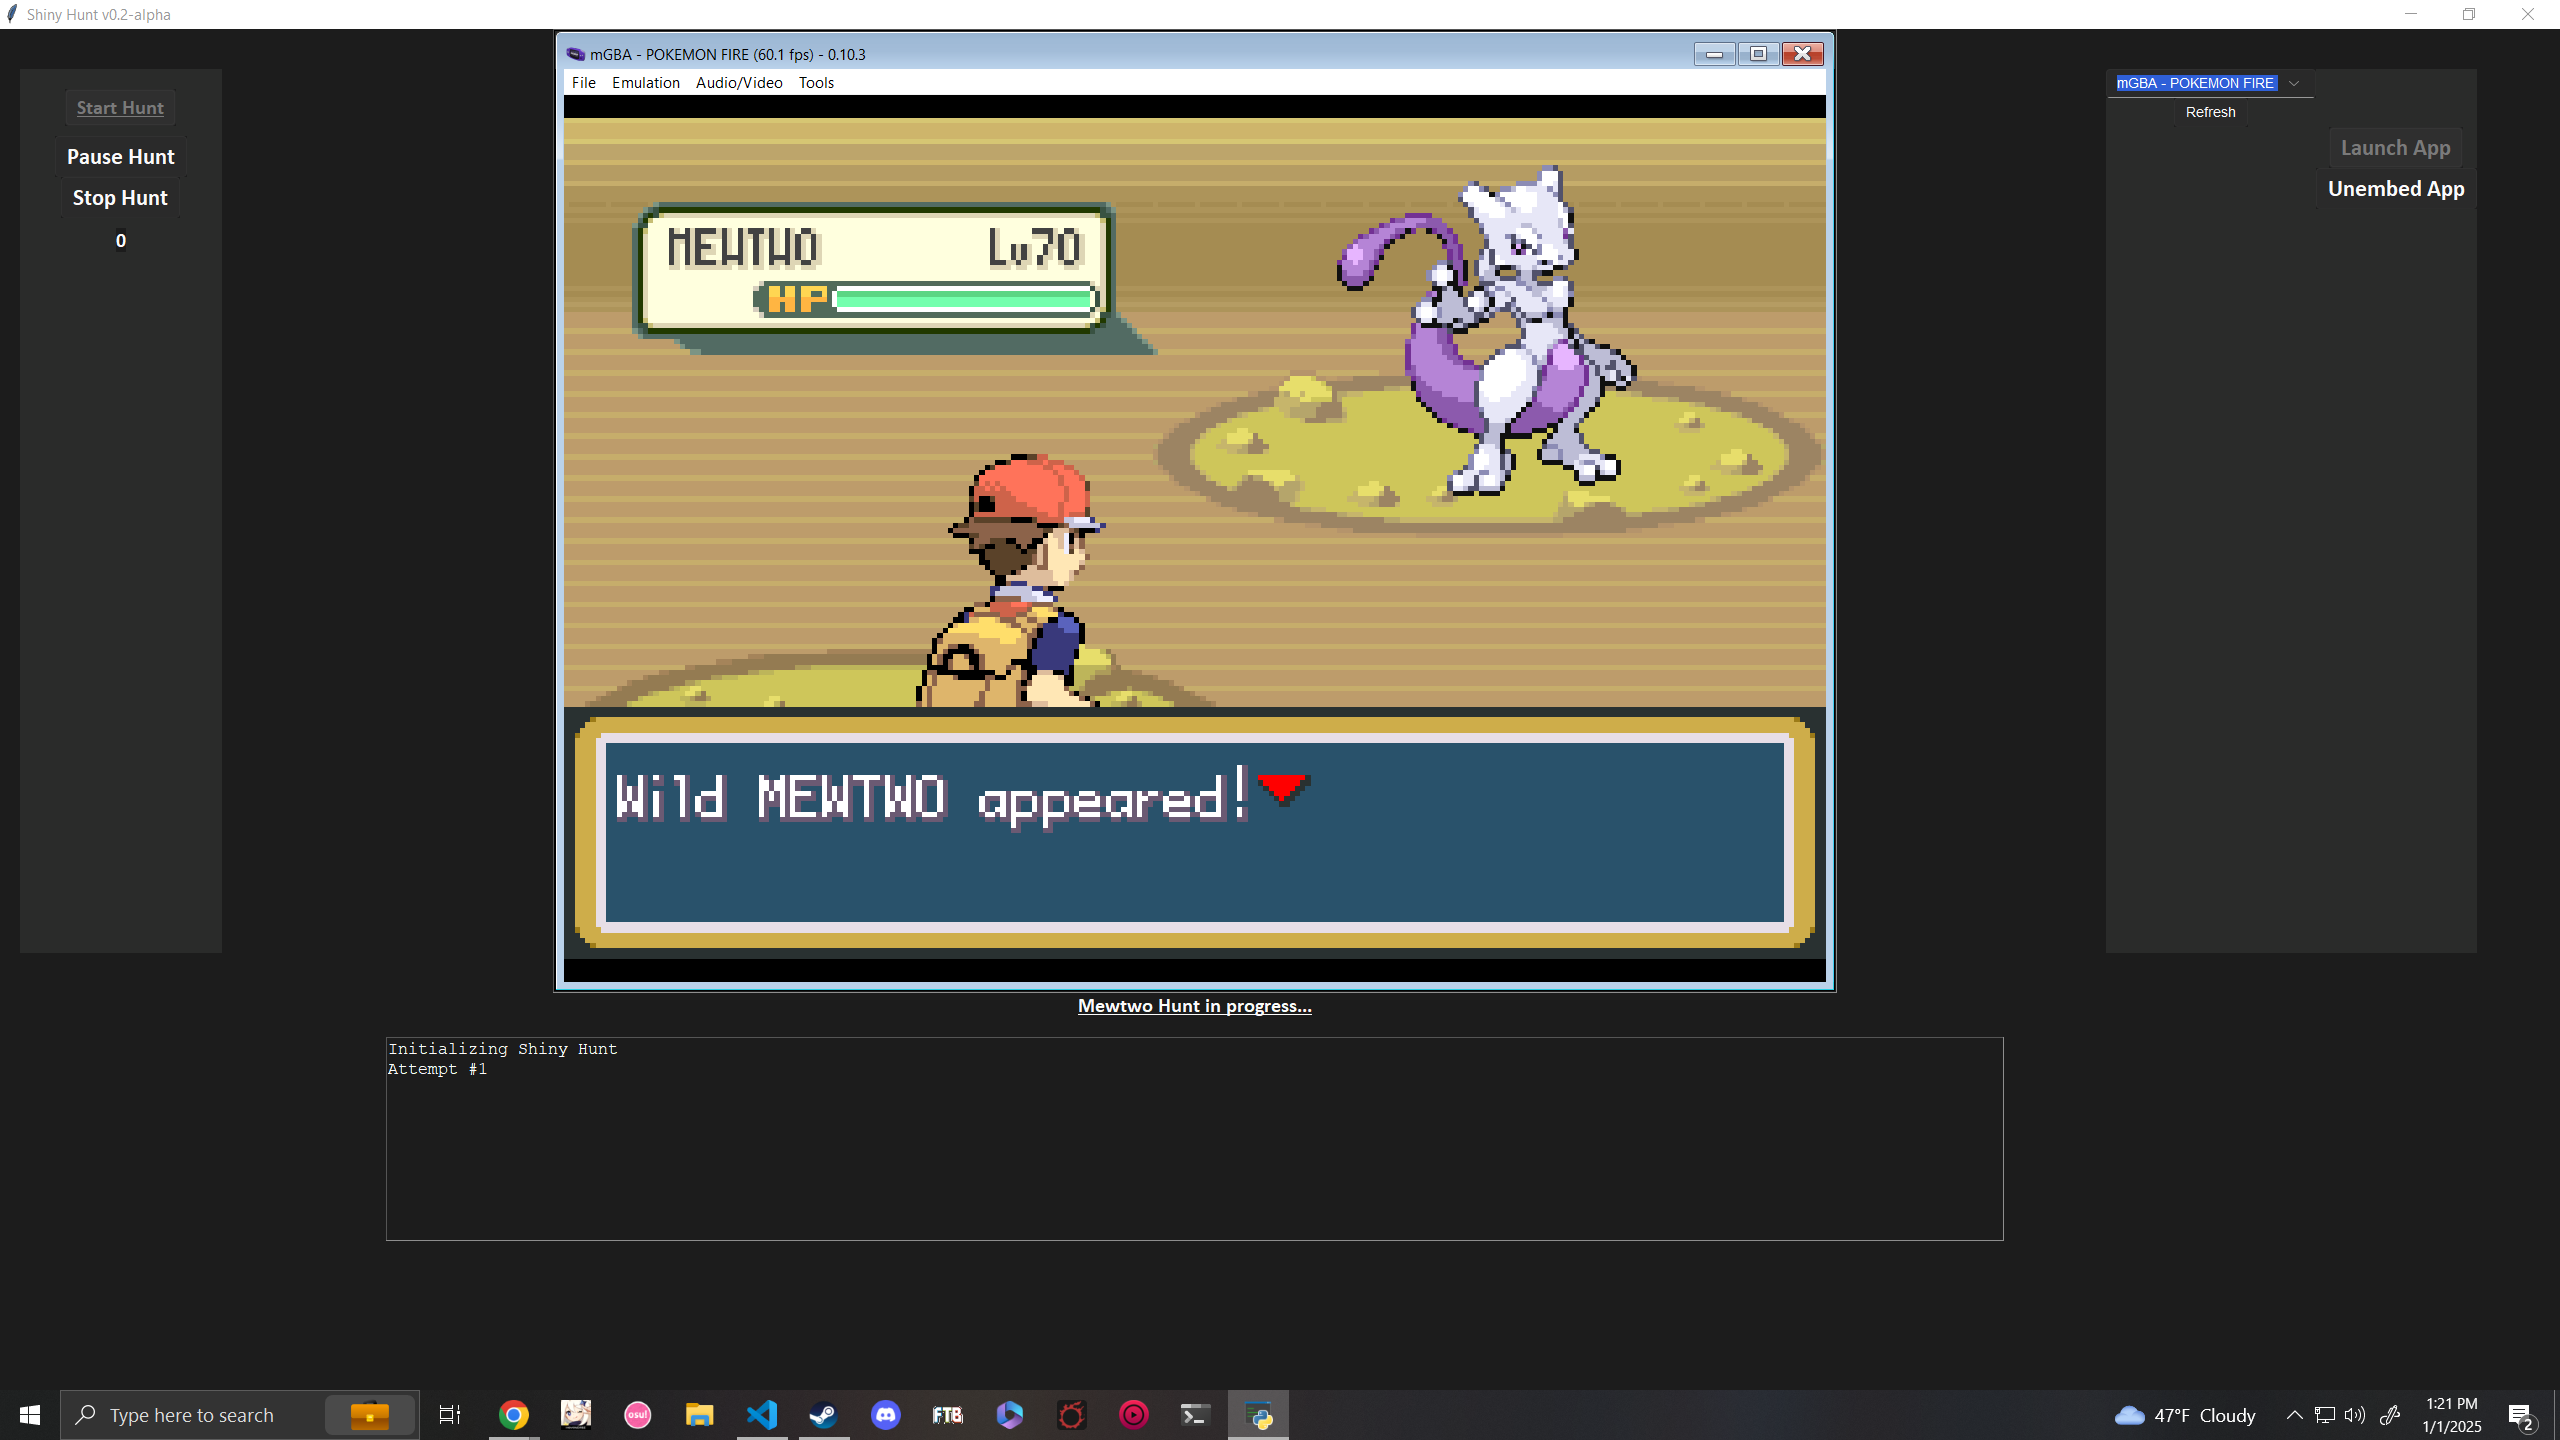 Shiny Hunt v0.2-alpha
mGBA - POKEMON FIRE (60.1 fps) - 0.10.3
File Emulation Audio/Video Tools
Start Hunt
Pause Hunt
Stop Hunt
0
mGBA - POKEMON FIRE
Refresh
Launch App
Unembed App
MEWTWO Lv70
HP
Wild MEWTWO appeared!
Mewtwo Hunt in progress...
Initializing Shiny Hunt
Attempt #1
Type here to search
osu!
FTB
47°F Cloudy
1:21 PM
1/1/2025
2